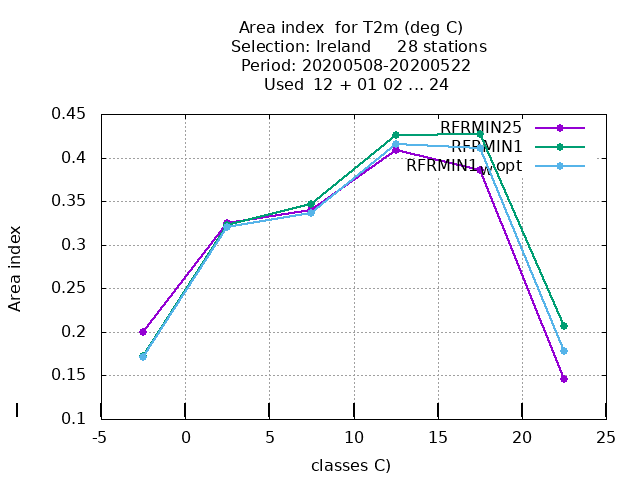 Area index  for T2m (deg C)
Selection: Ireland     28 stations
Period: 20200508-20200522
Used  12 + 01 02 ... 24
0.45
0.4
0.35
0.3
0.25
0.2
0.15
0.1
Area index
RFRMIN25
RFRMIN1
RFRMIN1wopt
-5
0
5
10
15
20
25
classes C)